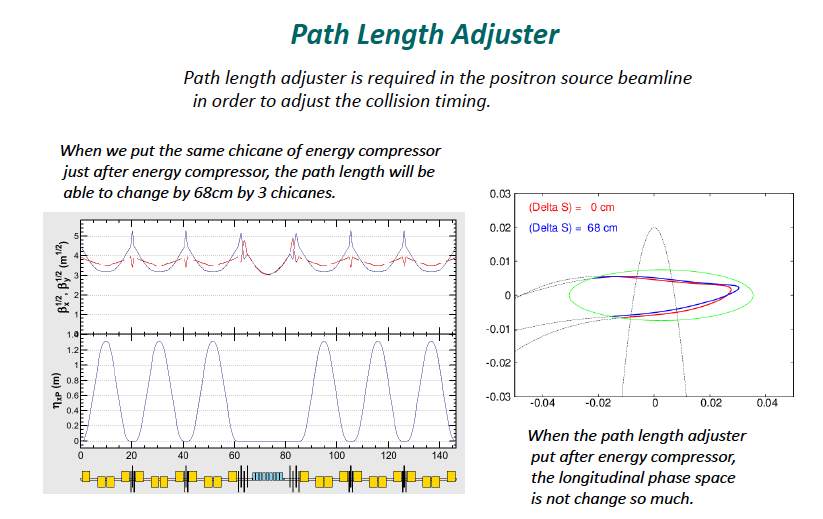 Path Length Adjuster
Path length adjuster is required in the positron source beamline
in order to adjust the collision timing.
When we put the same chicane of energy compressor
just after energy compressor, the path length will be
able to change by 68cm by 3 chicanes.
5
4
3
2
1
βx^1/2, βy^1/2 (m^1/2)
1.2
1
0.8
0.6
0.4
0.2
0
ηxP (m)
0 20 40 60 80 100 120 140
0.03
0.02
0.01
0
-0.01
-0.02
-0.03
(Delta S) = 0 cm
(Delta S) = 68 cm
-0.04 -0.02 0 0.02 0.04
When the path length adjuster
put after energy compressor,
the longitudinal phase space
is not change so much.